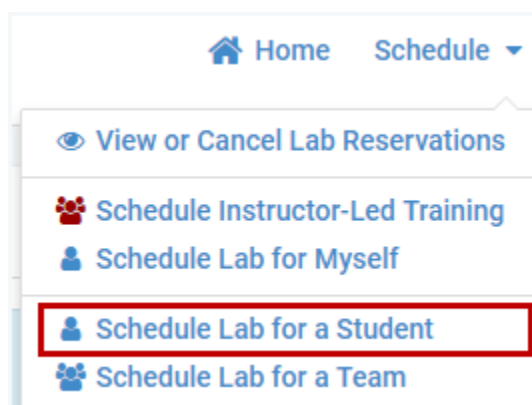 Home Schedule
View or Cancel Lab Reservations
Schedule Instructor-Led Training
Schedule Lab for Myself
Schedule Lab for a Student
Schedule Lab for a Team